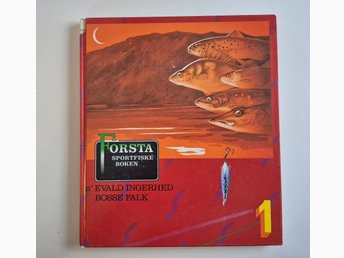 FÖRSTA
SPORTFISKE
BOKEN
n' EVALD INGERHED
BOSSE FALK
1